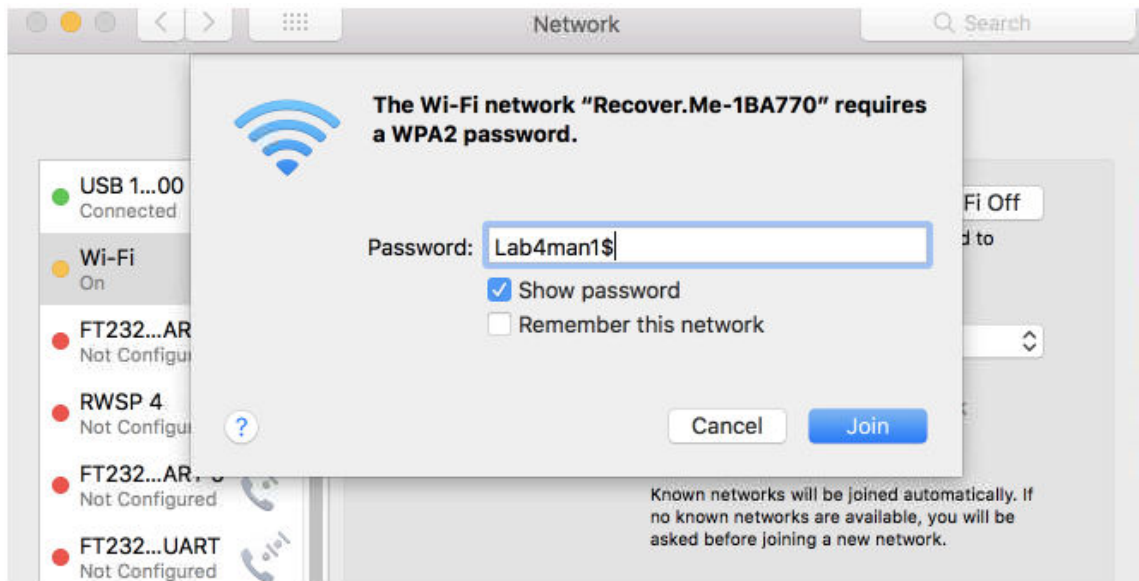 Network
Search
The Wi-Fi network “Recover.Me-1BA770” requires
a WPA2 password.
USB 1...00
Connected
Fi Off
Password: Lab4man1$
d to
Wi-Fi
On
Show password
Remember this network
FT232...AR
Not Configu
RWSP 4
Not Configu
?
Cancel
Join
FT232...AR
Not Configured
Known networks will be joined automatically. If
no known networks are available, you will be
asked before joining a new network.
FT232...UART
Not Configured